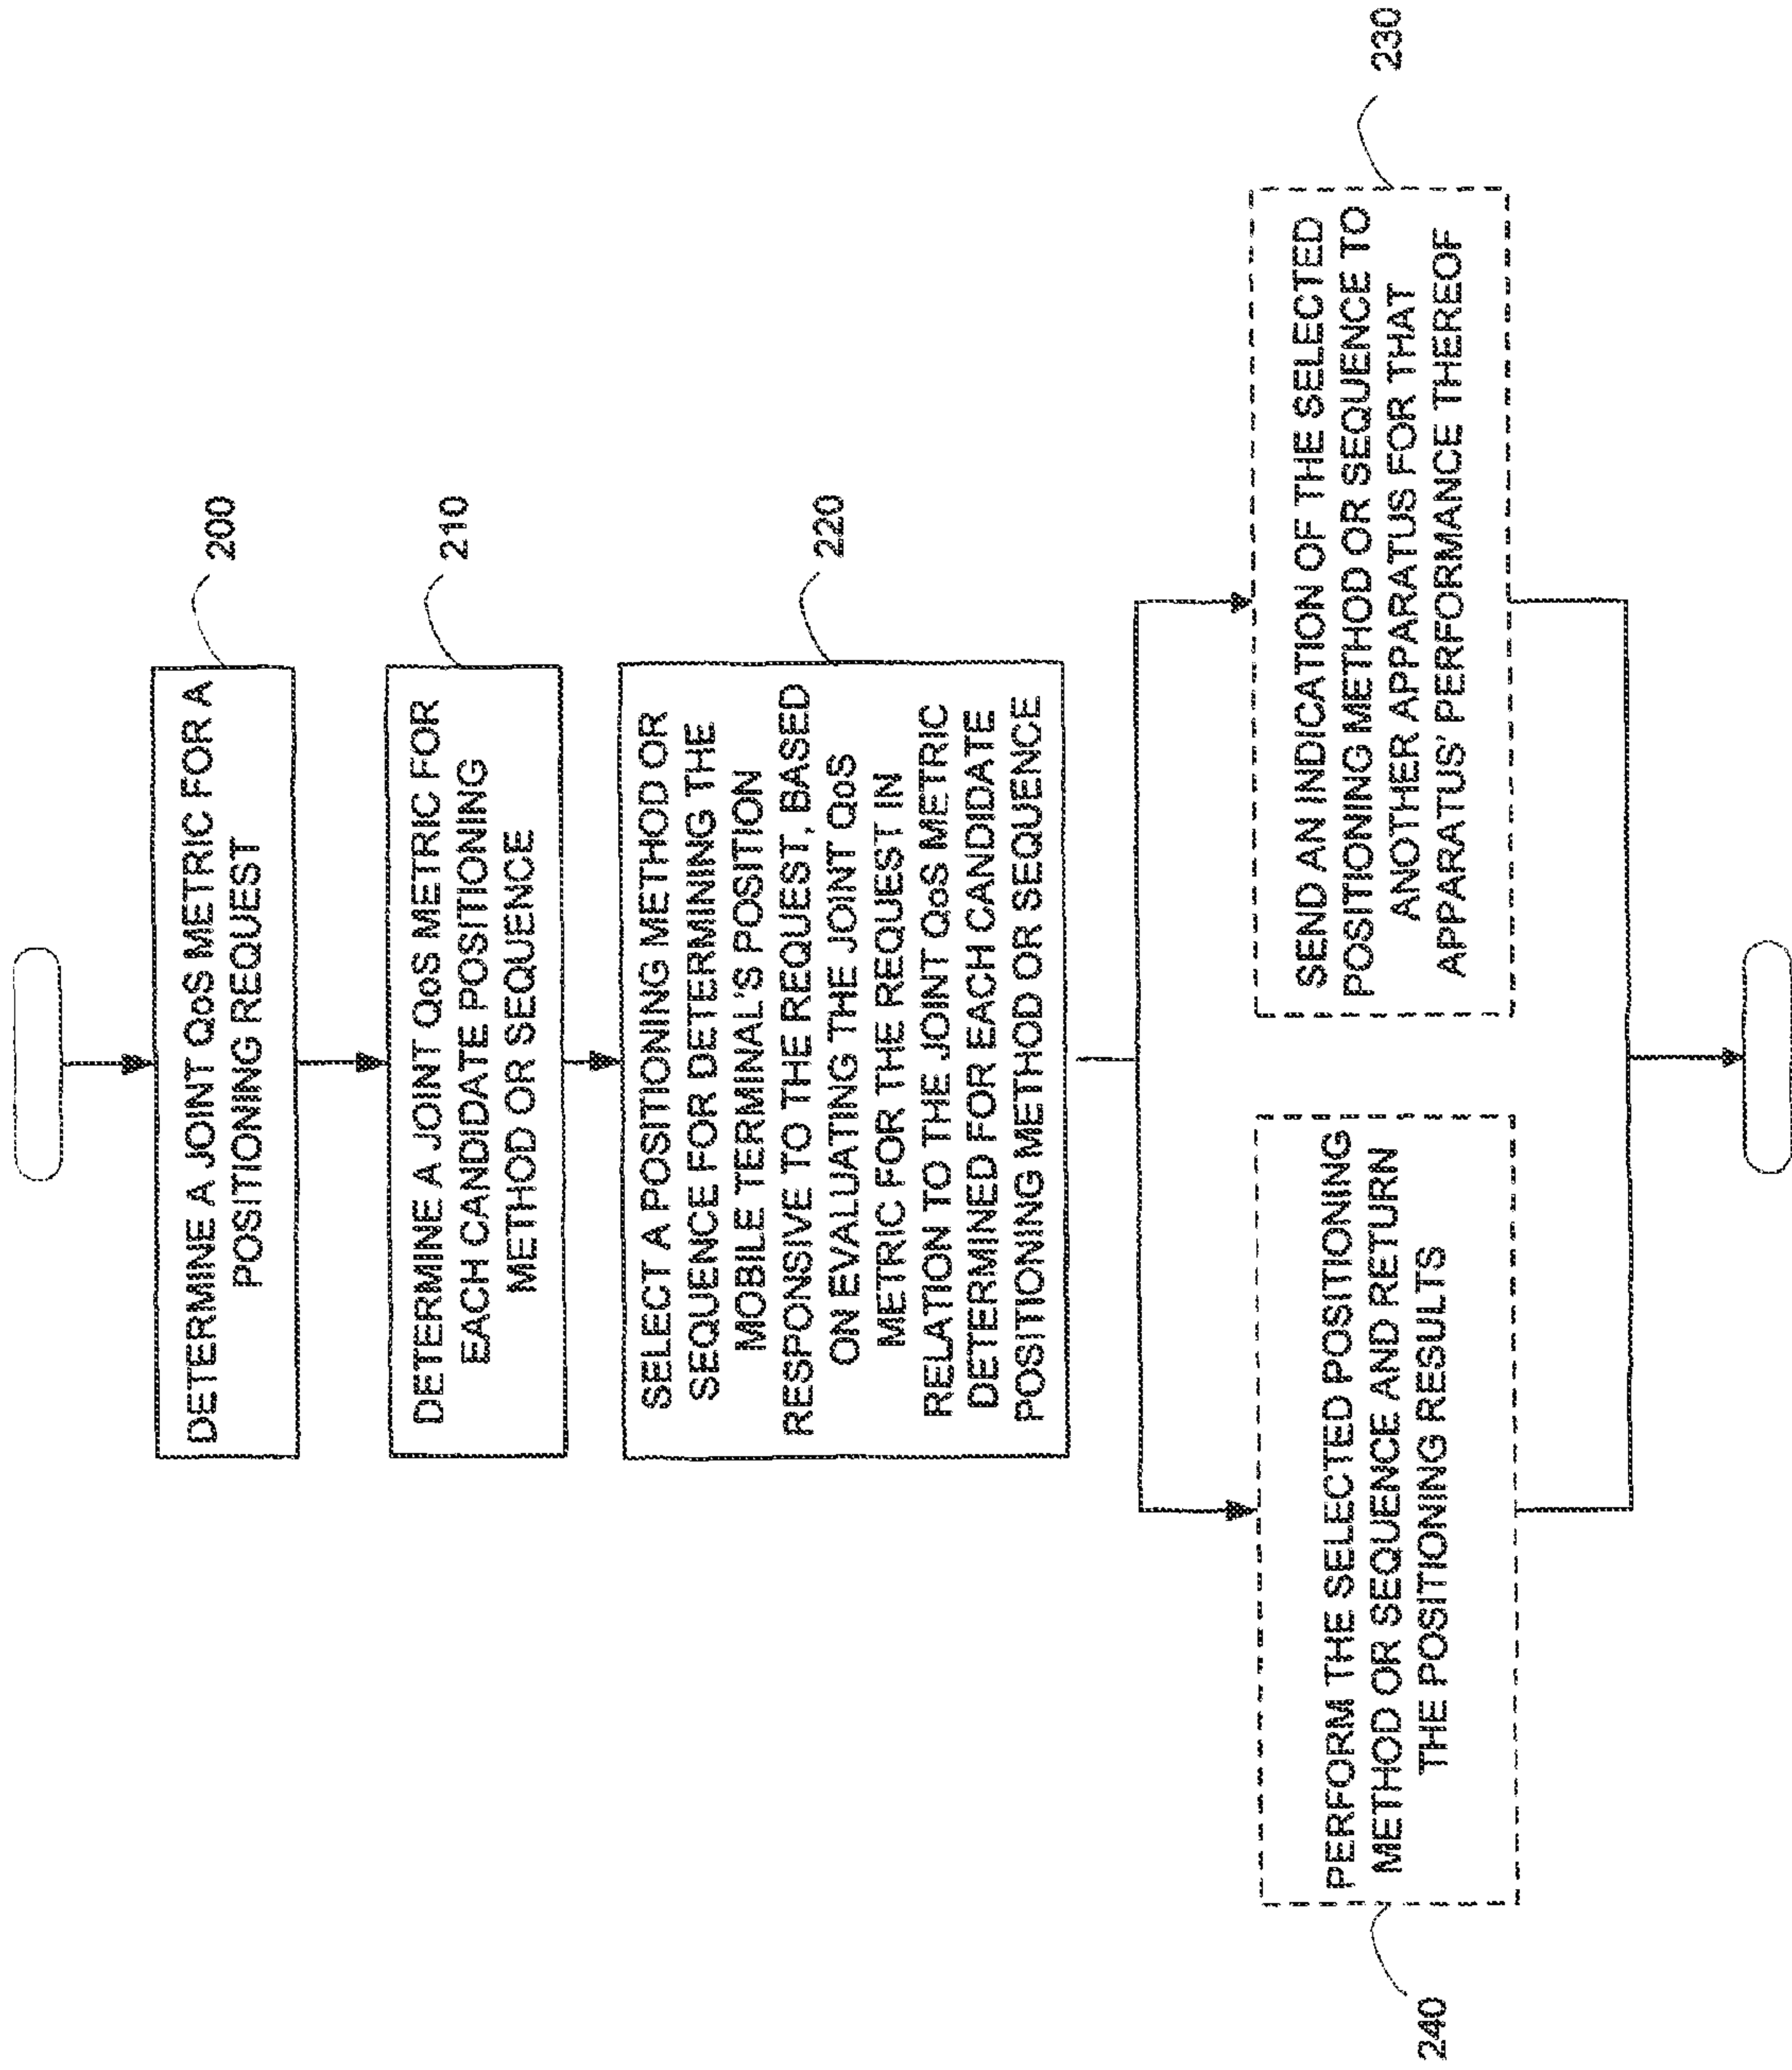 DETERMINE A JOINT QoS METRIC FOR A
POSITIONING REQUEST
200
DETERMINE A JOINT QoS METRIC FOR
EACH CANDIDATE POSITIONING
METHOD OR SEQUENCE
210
SELECT A POSITIONING METHOD OR
SEQUENCE FOR DETERMINING THE
MOBILE TERMINAL'S POSITION
RESPONSIVE TO THE REQUEST, BASED
ON EVALUATING THE JOINT QoS
METRIC FOR THE REQUEST IN
RELATION TO THE JOINT QoS METRIC
DETERMINED FOR EACH CANDIDATE
POSITIONING METHOD OR SEQUENCE
220
240
PERFORM THE SELECTED POSITIONING
METHOD OR SEQUENCE AND RETURN
THE POSITIONING RESULTS
SEND AN INDICATION OF THE SELECTED
POSITIONING METHOD OR SEQUENCE TO
ANOTHER APPARATUS FOR THAT
APPARATUS' PERFORMANCE THEREOF
230